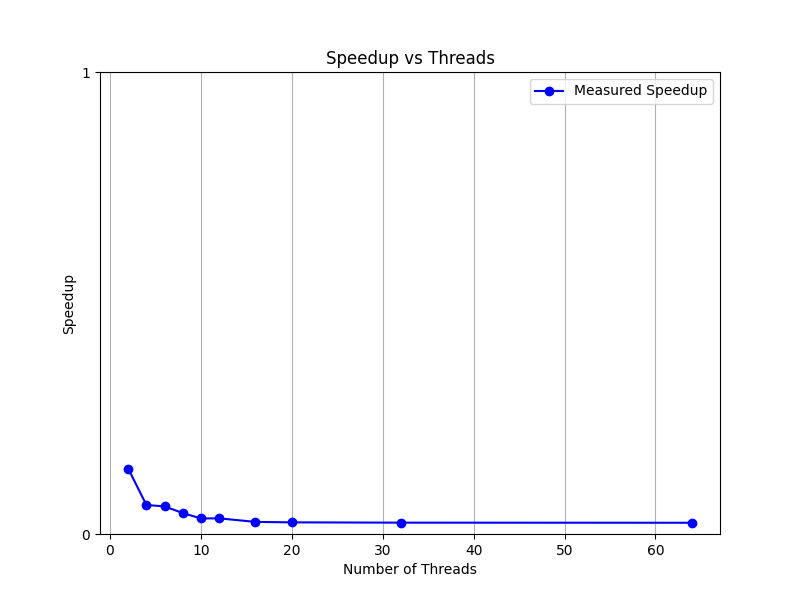 Speedup vs Threads
1
Measured Speedup
Speedup
0
0 10 20 30 40 50 60
Number of Threads